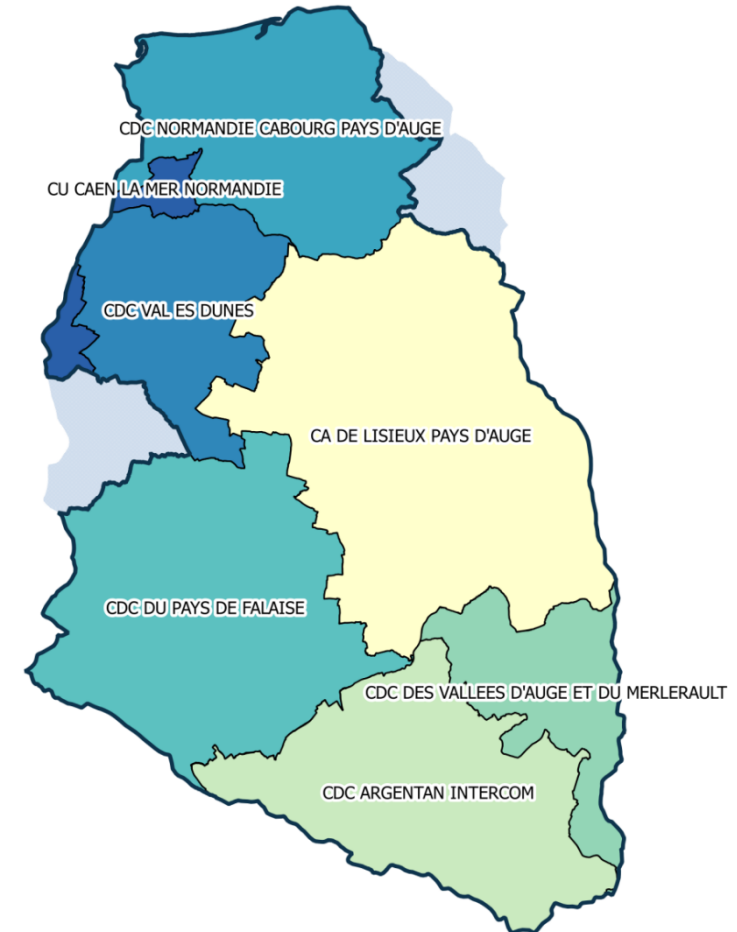 CDC NORMANDIE CABOURG PAYS D'AUGE
CU CAEN LA MER NORMANDIE
CDC VAL ES DUNES
CA DE LISIEUX PAYS D'AUGE
CDC DU PAYS DE FALAISE
CDC DES VALLEES D'AUGE ET DU MERLERAULT
CDC ARGENTAN INTERCOM